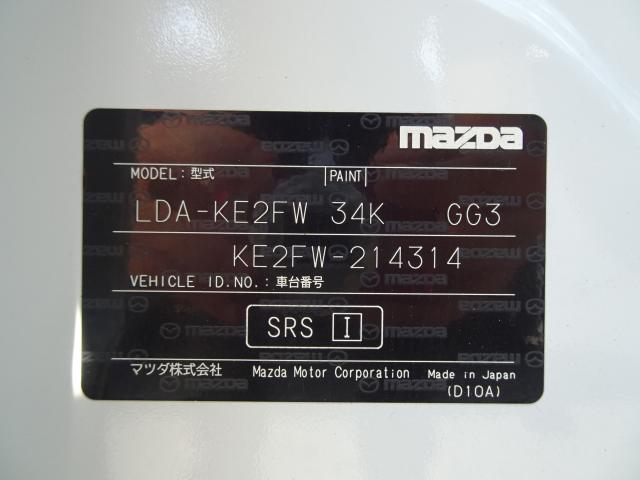 mazda
MODEL: 型式 PAINT
LDA-KE2FW 34K GG3
KE2FW-214314
VEHICLE ID.NO.: 車台番号
SRS I
マツダ株式会社 Mazda Motor Corporation Made in Japan
(D10A)